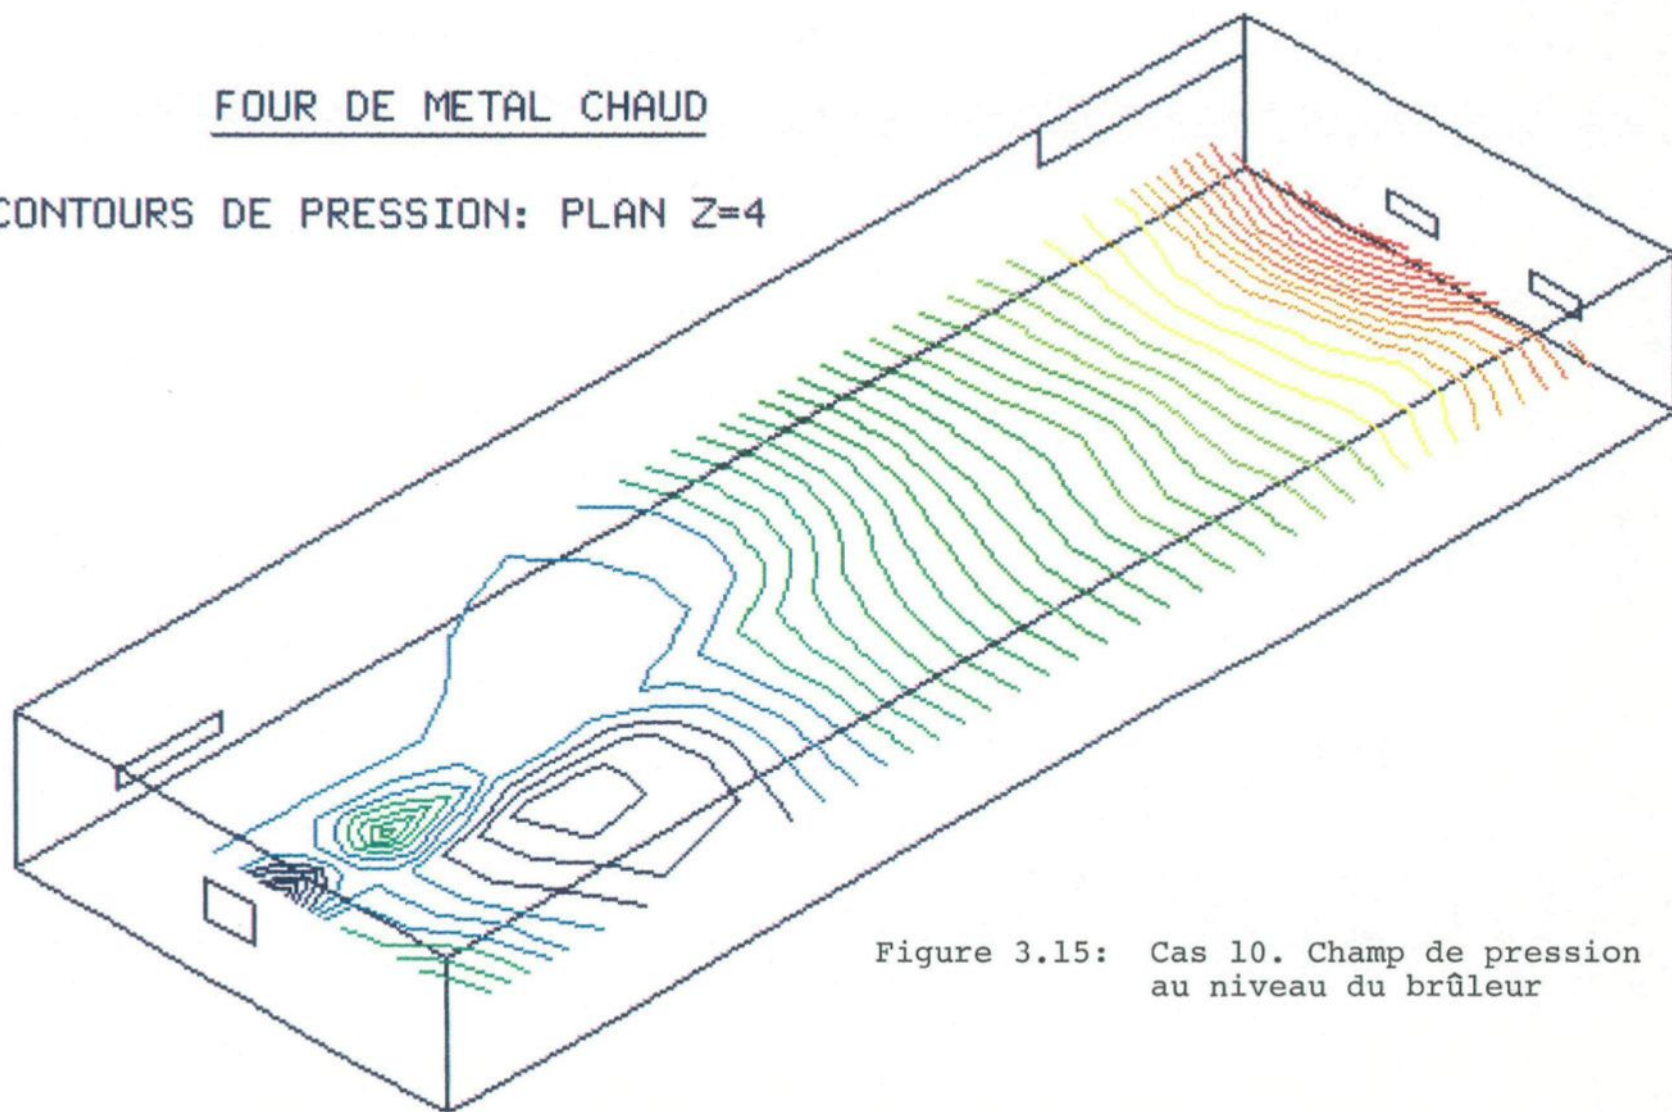 FOUR DE METAL CHAUD
CONTOURS DE PRESSION: PLAN Z=4
Figure 3.15: Cas 10. Champ de pression
au niveau du brûleur